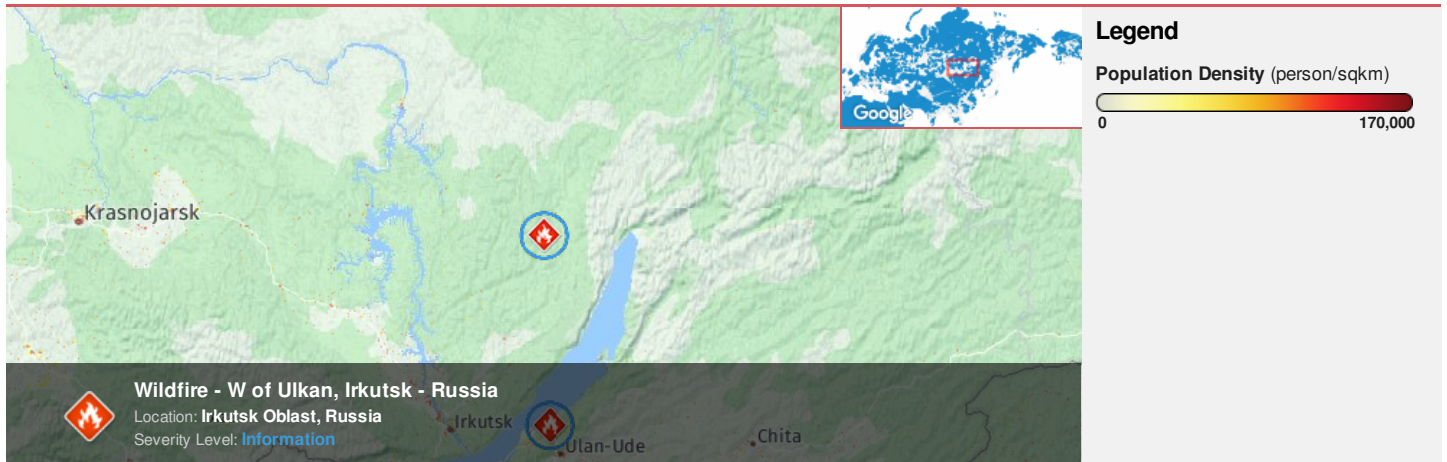 Google
Legend
Population Density (person/sqkm)
0 170,000
Krasnojarsk
Wildfire - W of Ulkan, Irkutsk - Russia
Location: Irkutsk Oblast, Russia
Severity Level: Information
Irkutsk
Ulan-Ude
Chita